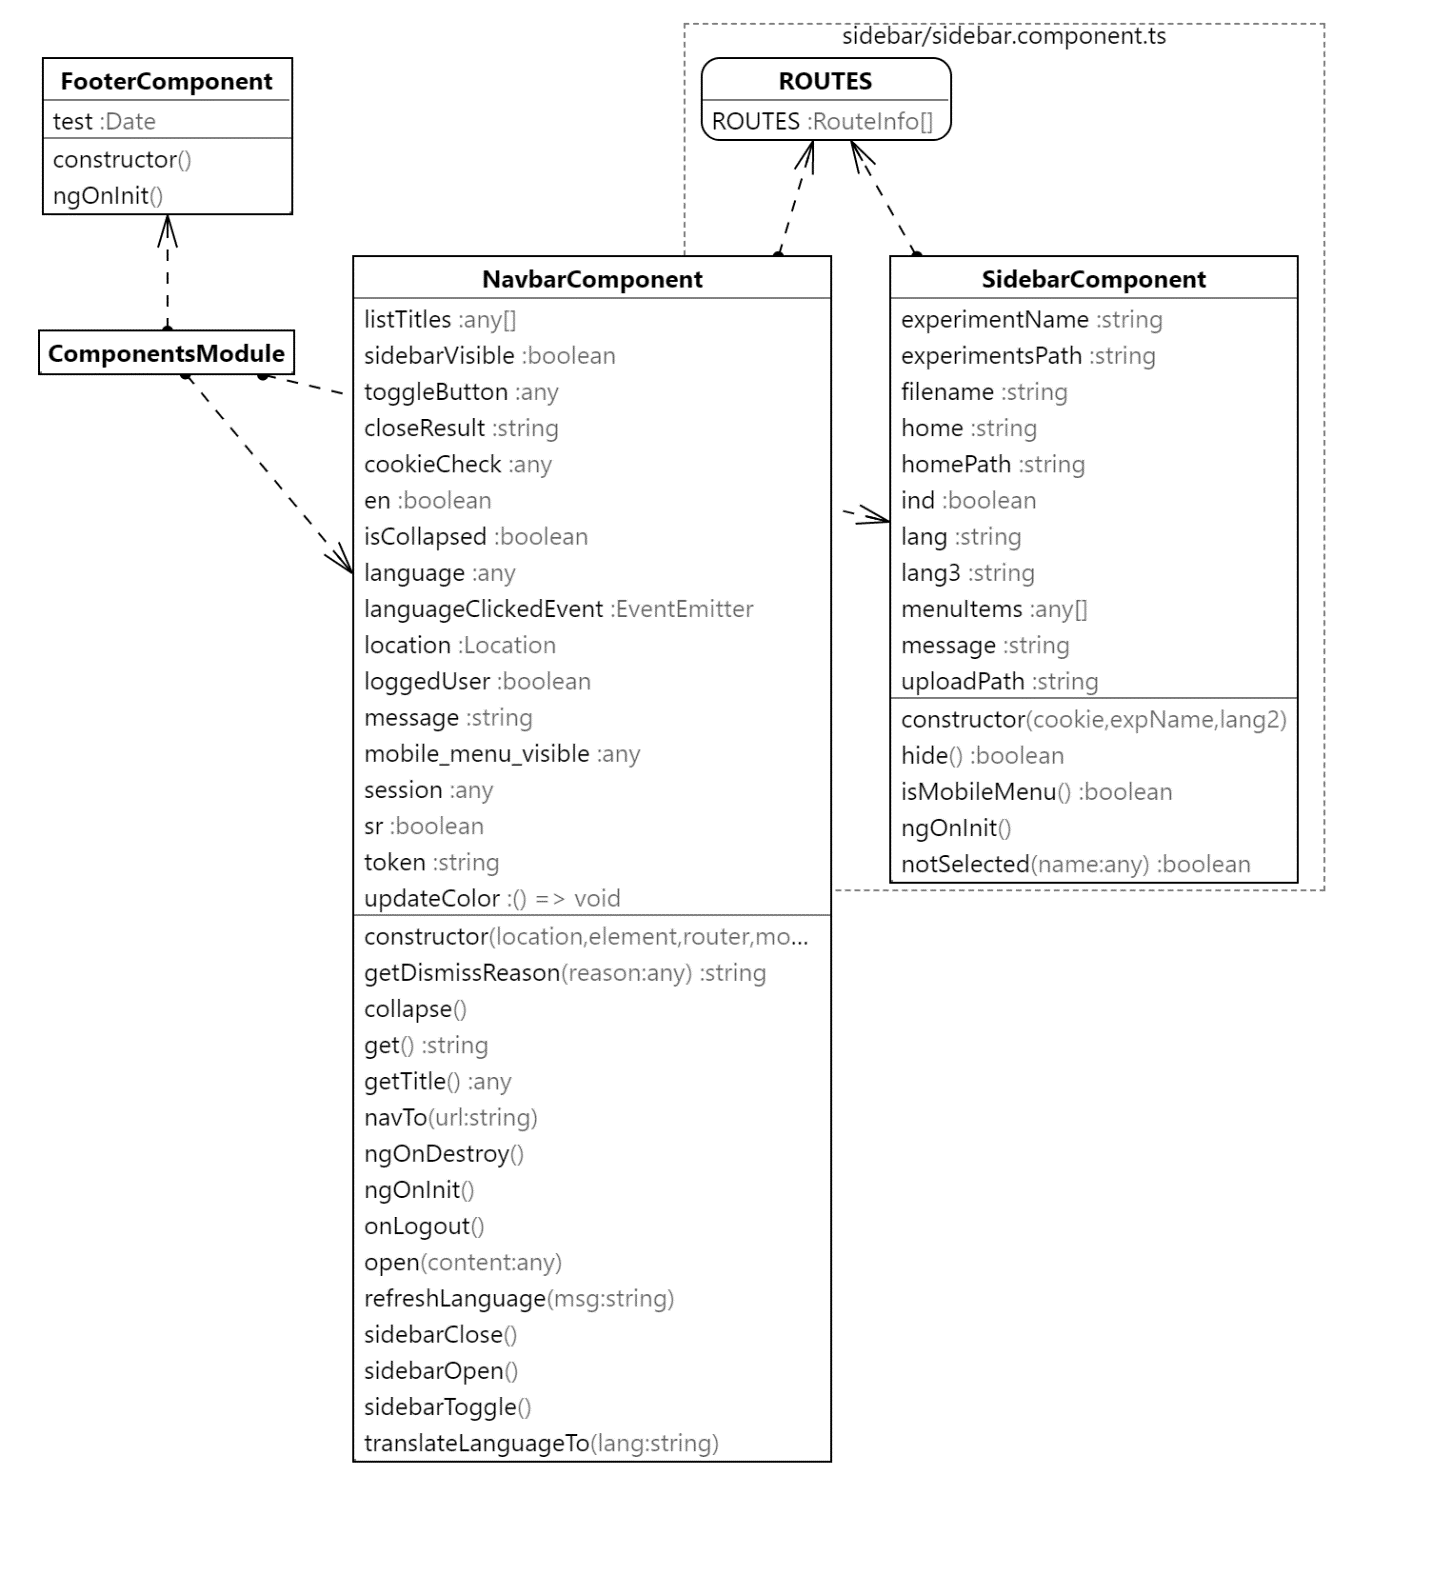 sidebar/sidebar.component.ts
FooterComponent
test :Date
constructor()
ngOnInit()
ROUTES
ROUTES :RouteInfo[]
ComponentsModule
NavbarComponent
listTitles :any[]
sidebarVisible :boolean
toggleButton :any
closeResult :string
cookieCheck :any
en :boolean
isCollapsed :boolean
language :any
languageClickedEvent :EventEmitter
location :Location
loggedUser :boolean
message :string
mobile_menu_visible :any
session :any
sr :boolean
token :string
updateColor :() => void
constructor(location,element,router,mo...
getDismissReason(reason:any) :string
collapse()
get() :string
getTitle() :any
navTo(url:string)
ngOnDestroy()
ngOnInit()
onLogout()
open(content:any)
refreshLanguage(msg:string)
sidebarClose()
sidebarOpen()
sidebarToggle()
translateLanguageTo(lang:string)
SidebarComponent
experimentName :string
experimentsPath :string
filename :string
home :string
homePath :string
ind :boolean
lang :string
lang3 :string
menuItems :any[]
message :string
uploadPath :string
constructor(cookie,expName,lang2)
hide() :boolean
isMobileMenu() :boolean
ngOnInit()
notSelected(name:any) :boolean